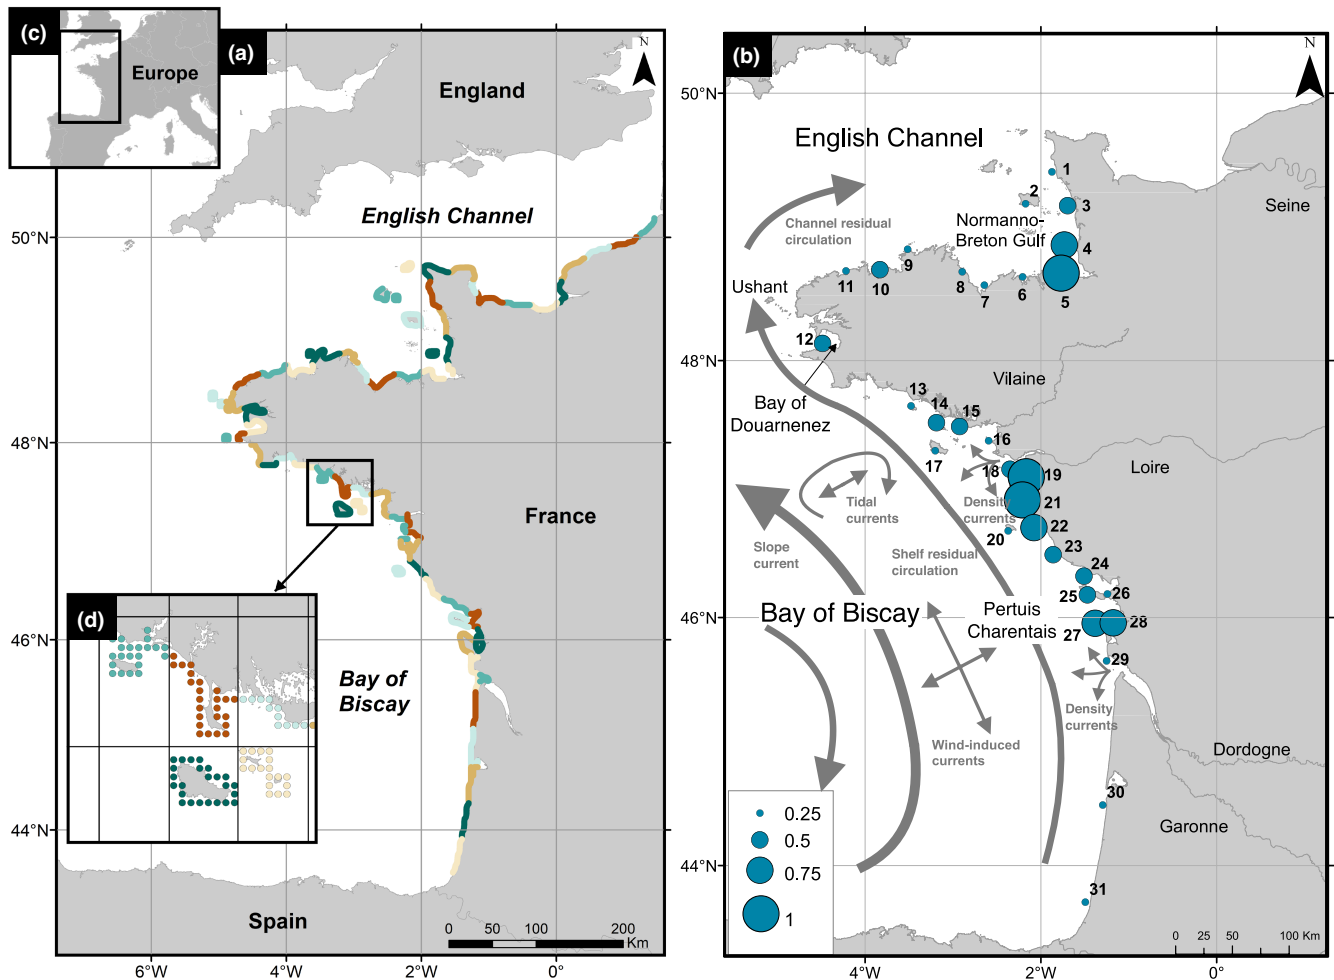 (c)
Europe
(a)
N
England
English Channel
50°N
48°N
France
46°N
(d)
Bay of
Biscay
44°N
Spain
0
50
100
200
Km
6°W
4°W
2°W
0°
(b)
N
50°N
English Channel
1
2
3
Seine
Channel residual
circulation
Normanno-
Breton Gulf
4
9
Ushant
11
10
8
7
6
5
12
48°N
Vilaine
13
14
15
Bay of
Douarnenez
16
17
18
19
Loire
Tidal
currents
Density
currents
21
20
22
Slope
current
Shelf residual
circulation
23
24
25
26
Bay of Biscay
Pertuis
Charentais
46°N
27
28
29
Density
currents
Wind-induced
currents
Dordogne
30
0.25
Garonne
0.5
0.75
44°N
1
31
0
25
50
100 Km
4°W
2°W
0°